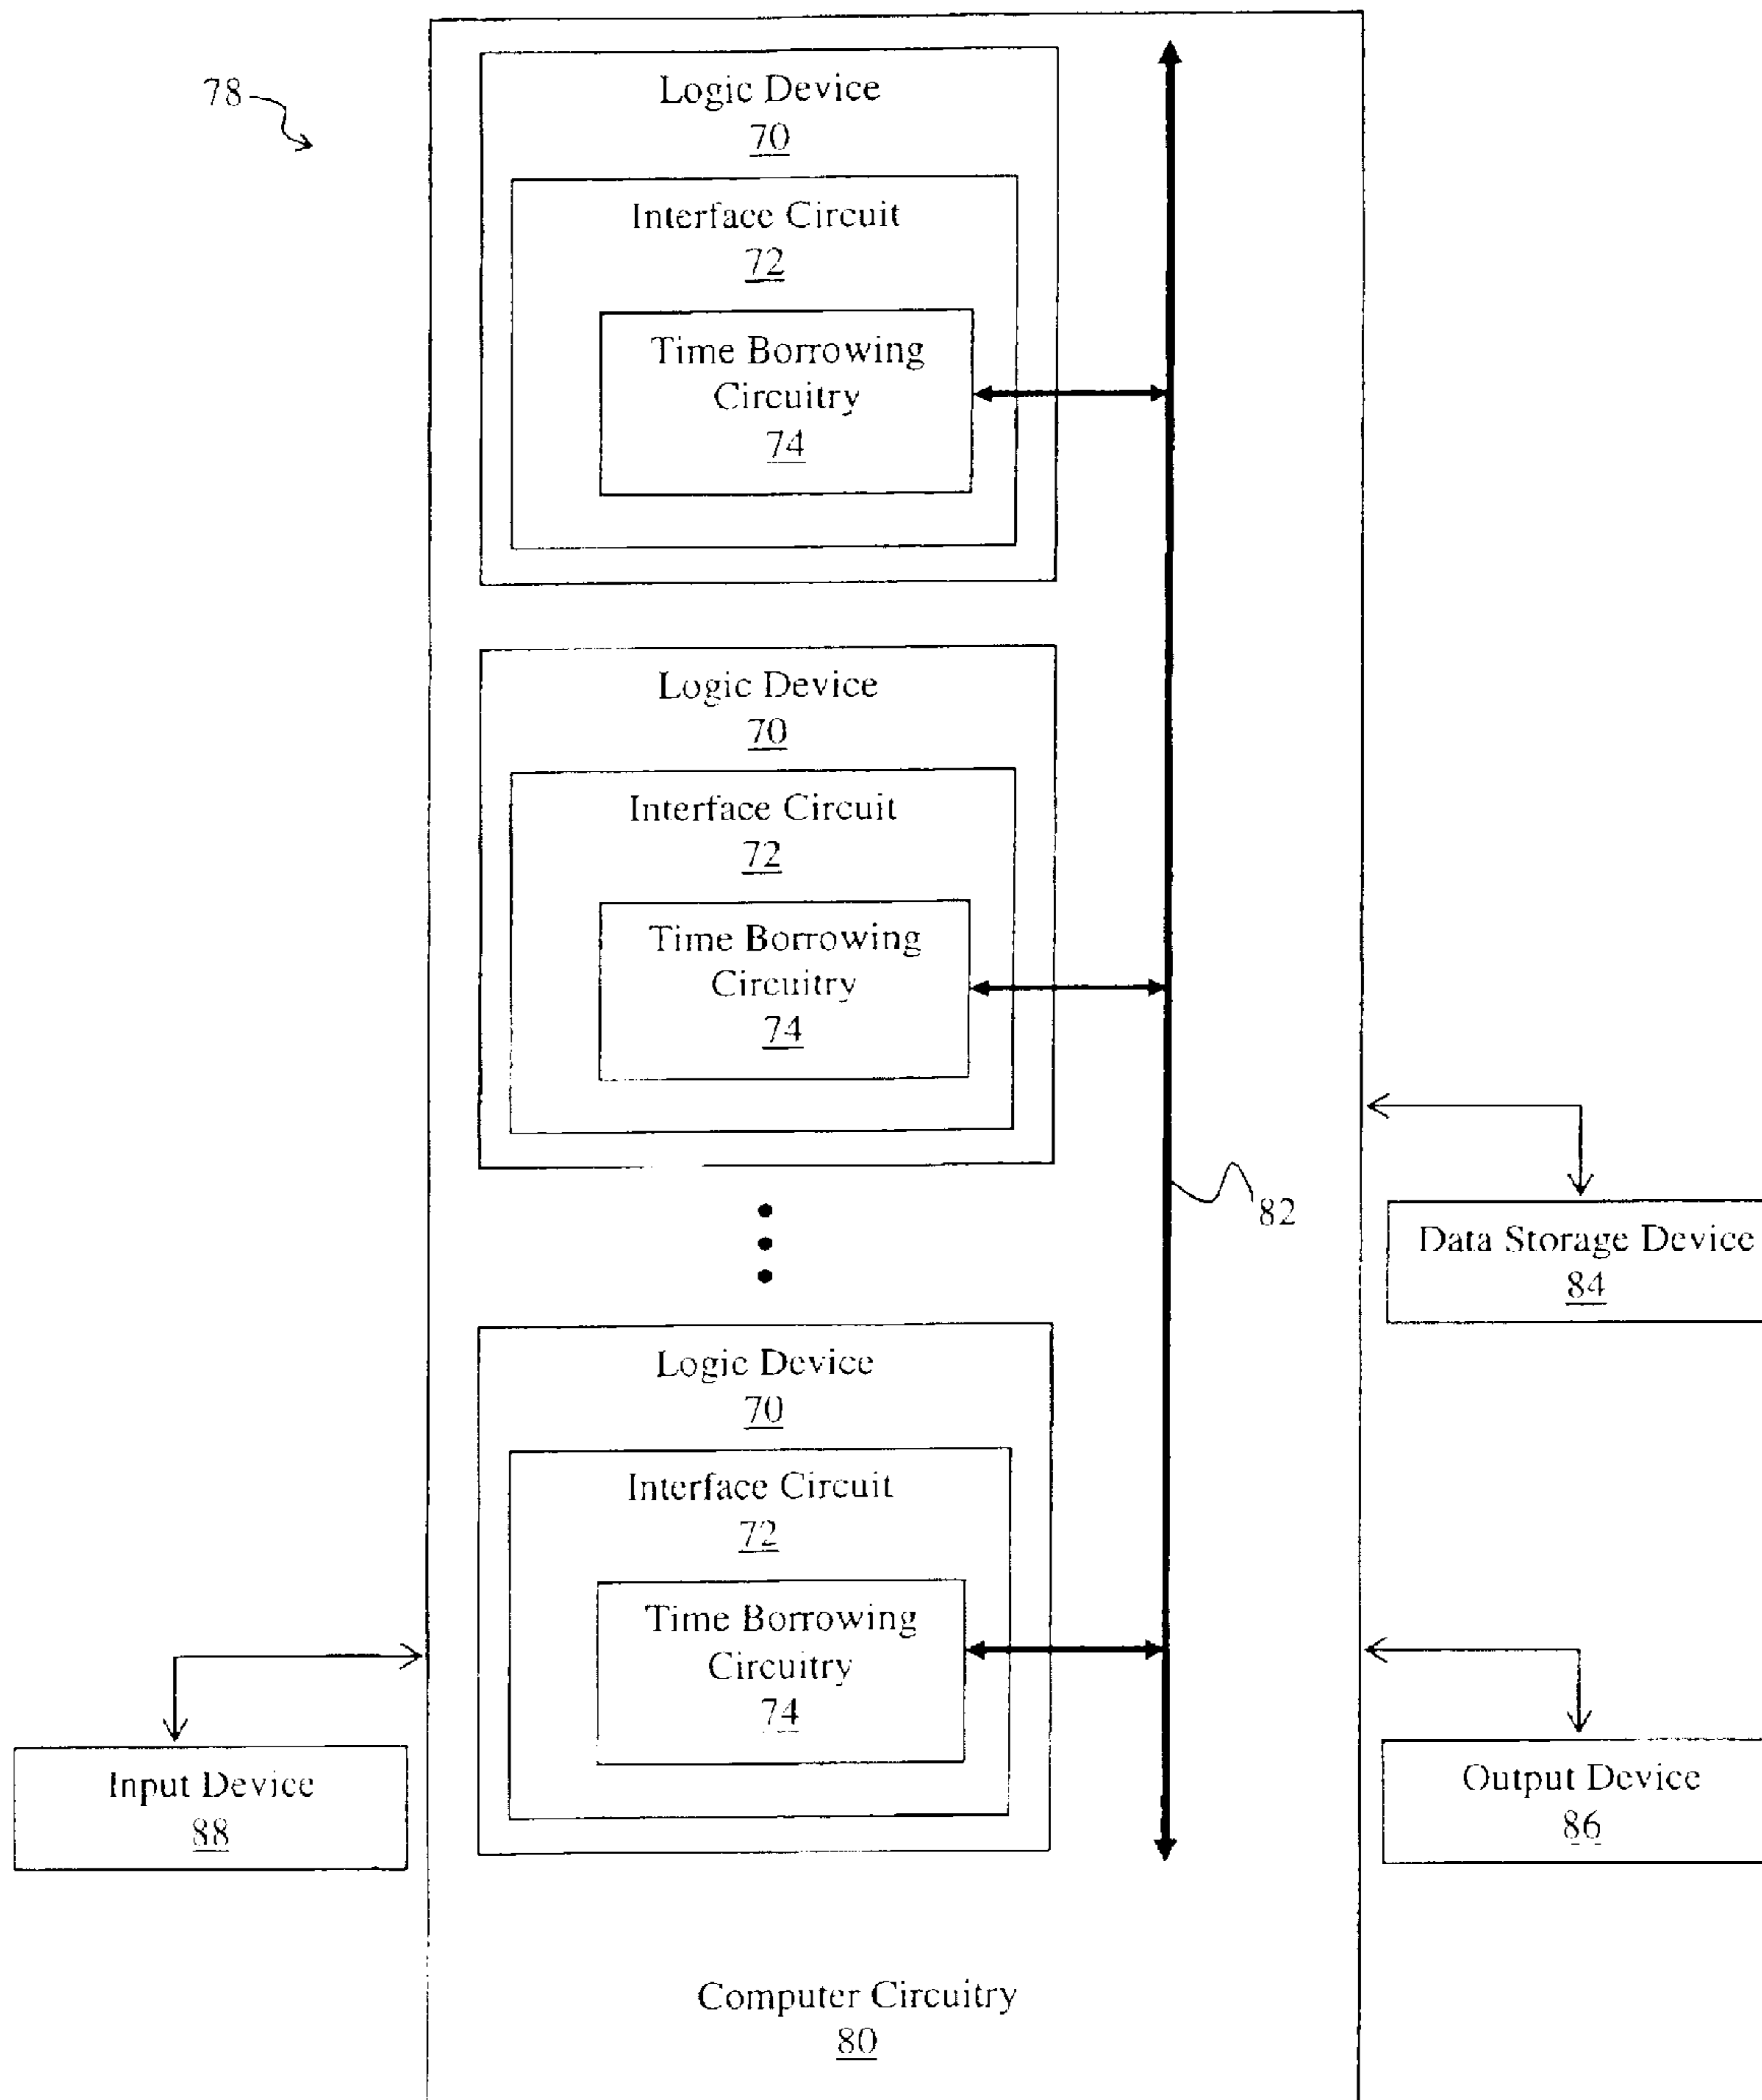 78
Logic Device
70
Interface Circuit
72
Time Borrowing
Circuitry
74
Logic Device
70
Interface Circuit
72
Time Borrowing
Circuitry
74
82
Data Storage Device
84
Logic Device
70
Interface Circuit
72
Time Borrowing
Circuitry
74
Input Device
88
Output Device
86
Computer Circuitry
80